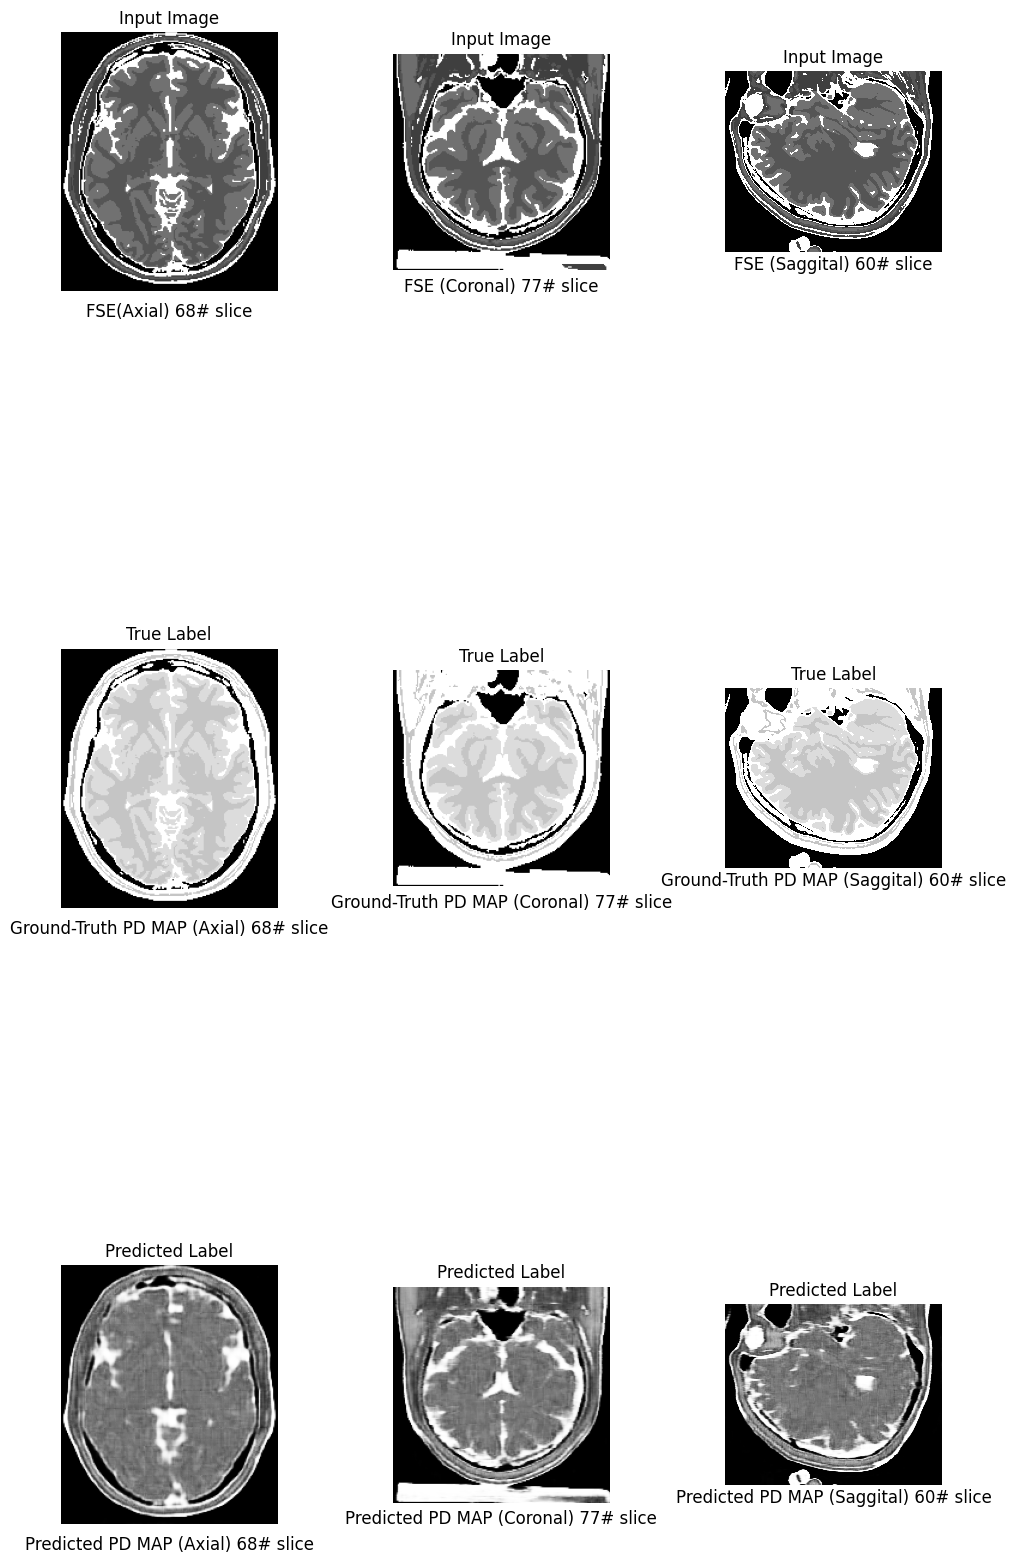 Input Image
Input Image
Input Image
FSE(Axial) 68# slice
FSE (Coronal) 77# slice
FSE (Saggital) 60# slice
True Label
True Label
True Label
Ground-Truth PD MAP (Axial) 68# slice
Ground-Truth PD MAP (Coronal) 77# slice
Ground-Truth PD MAP (Saggital) 60# slice
Predicted Label
Predicted Label
Predicted Label
Predicted PD MAP (Axial) 68# slice
Predicted PD MAP (Coronal) 77# slice
Predicted PD MAP (Saggital) 60# slice